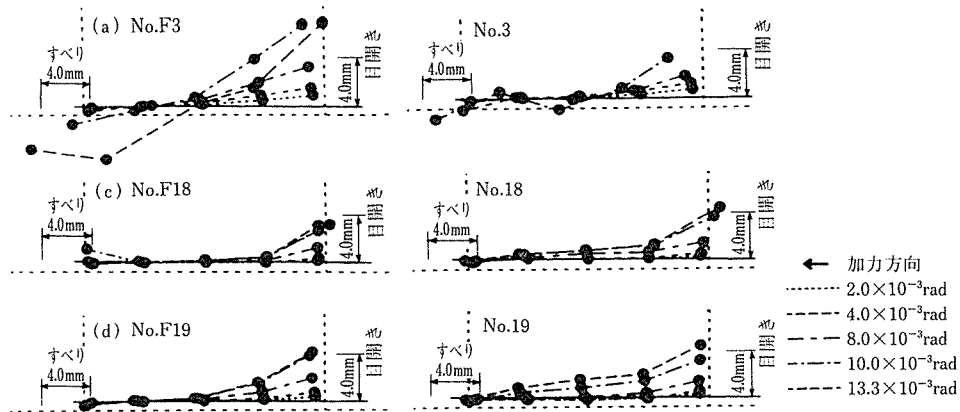 (a) No.F3
すべり
4.0mm
目開き
4.0mm
No.3
すべり
4.0mm
目開き
4.0mm
(c) No.F18
すべり
4.0mm
目開き
4.0mm
No.18
すべり
4.0mm
目開き
4.0mm
(d) No.F19
すべり
4.0mm
目開き
4.0mm
No.19
すべり
4.0mm
目開き
4.0mm
加力方向
2.0×10⁻³rad
4.0×10⁻³rad
8.0×10⁻³rad
10.0×10⁻³rad
13.3×10⁻³rad